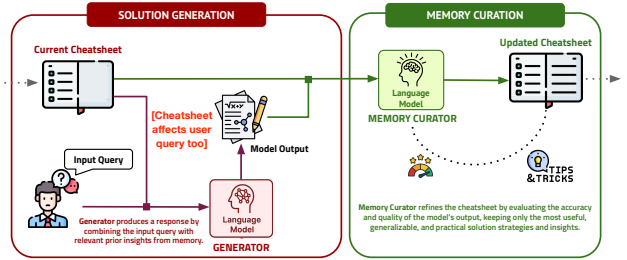 SOLUTION GENERATION
Current Cheatsheet
[Cheatsheet
affects user
query too]
√x+y
Model Output
Input Query
Language
Model
GENERATOR
Generator produces a response by
combining the input query with
relevant prior insights from memory.
MEMORY CURATION
Updated Cheatsheet
Language
Model
MEMORY CURATOR
TIPS
&TRICKS
Memory Curator refines the cheatsheet by evaluating the accuracy
and quality of the model's output, keeping only the most useful,
generalizable, and practical solution strategies and insights.